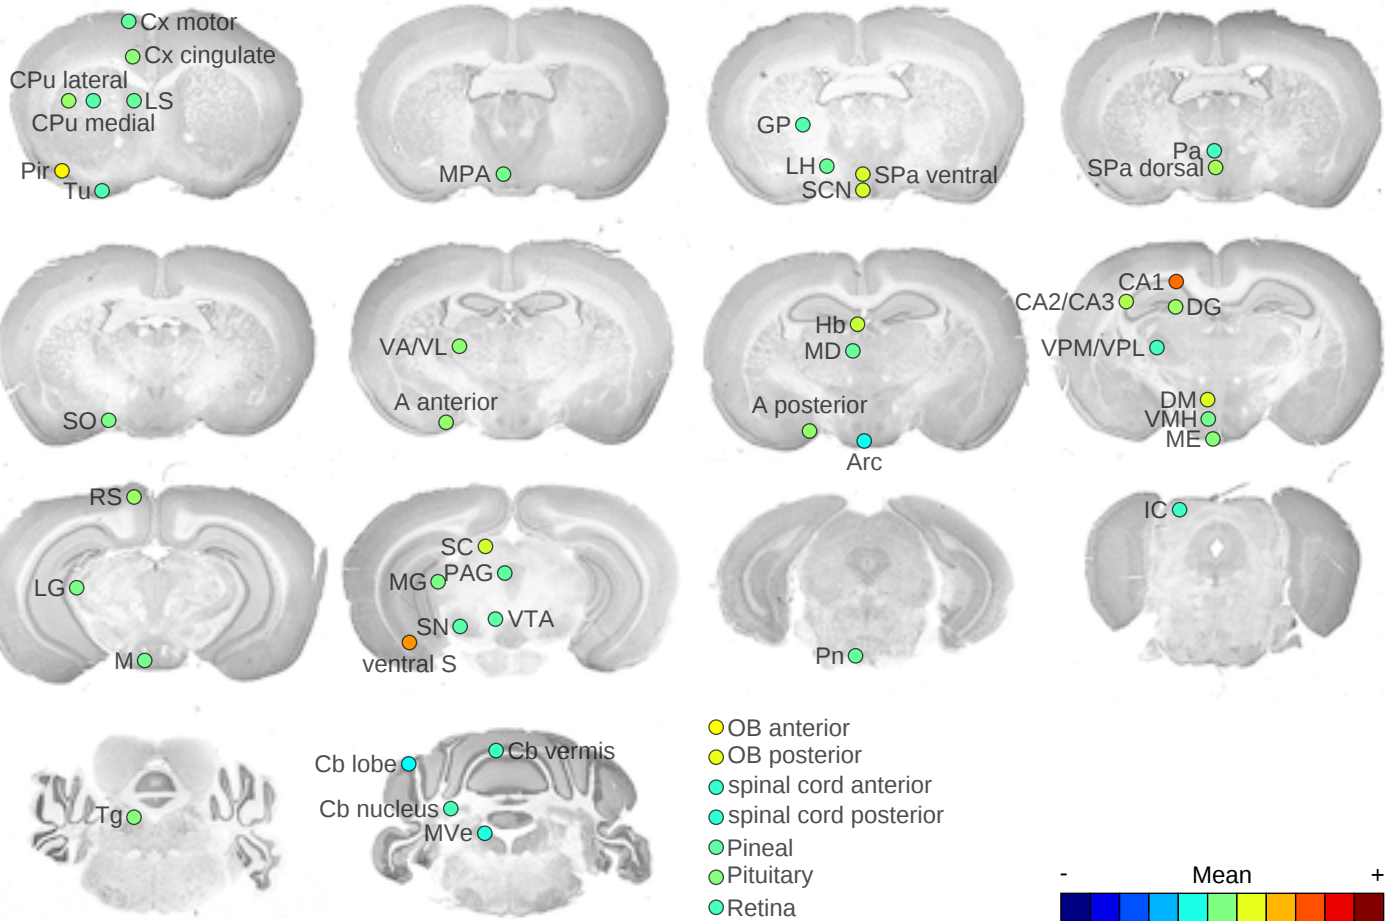 Cx motor
Cx cingulate
CPu lateral
LS
CPu medial
Pir
Tu
MPA
GP
LH
SPa ventral
SCN
Pa
SPa dorsal
SO
VA/VL
A anterior
Hb
MD
A posterior
Arc
CA1
CA2/CA3
DG
VPM/VPL
DM
VMH
ME
RS
LG
M
SC
MG
PAG
SN
VTA
ventral S
Pn
IC
Tg
Cb lobe
Cb vermis
Cb nucleus
MVe
OB anterior
OB posterior
spinal cord anterior
spinal cord posterior
Pineal
Pituitary
Retina
- Mean +